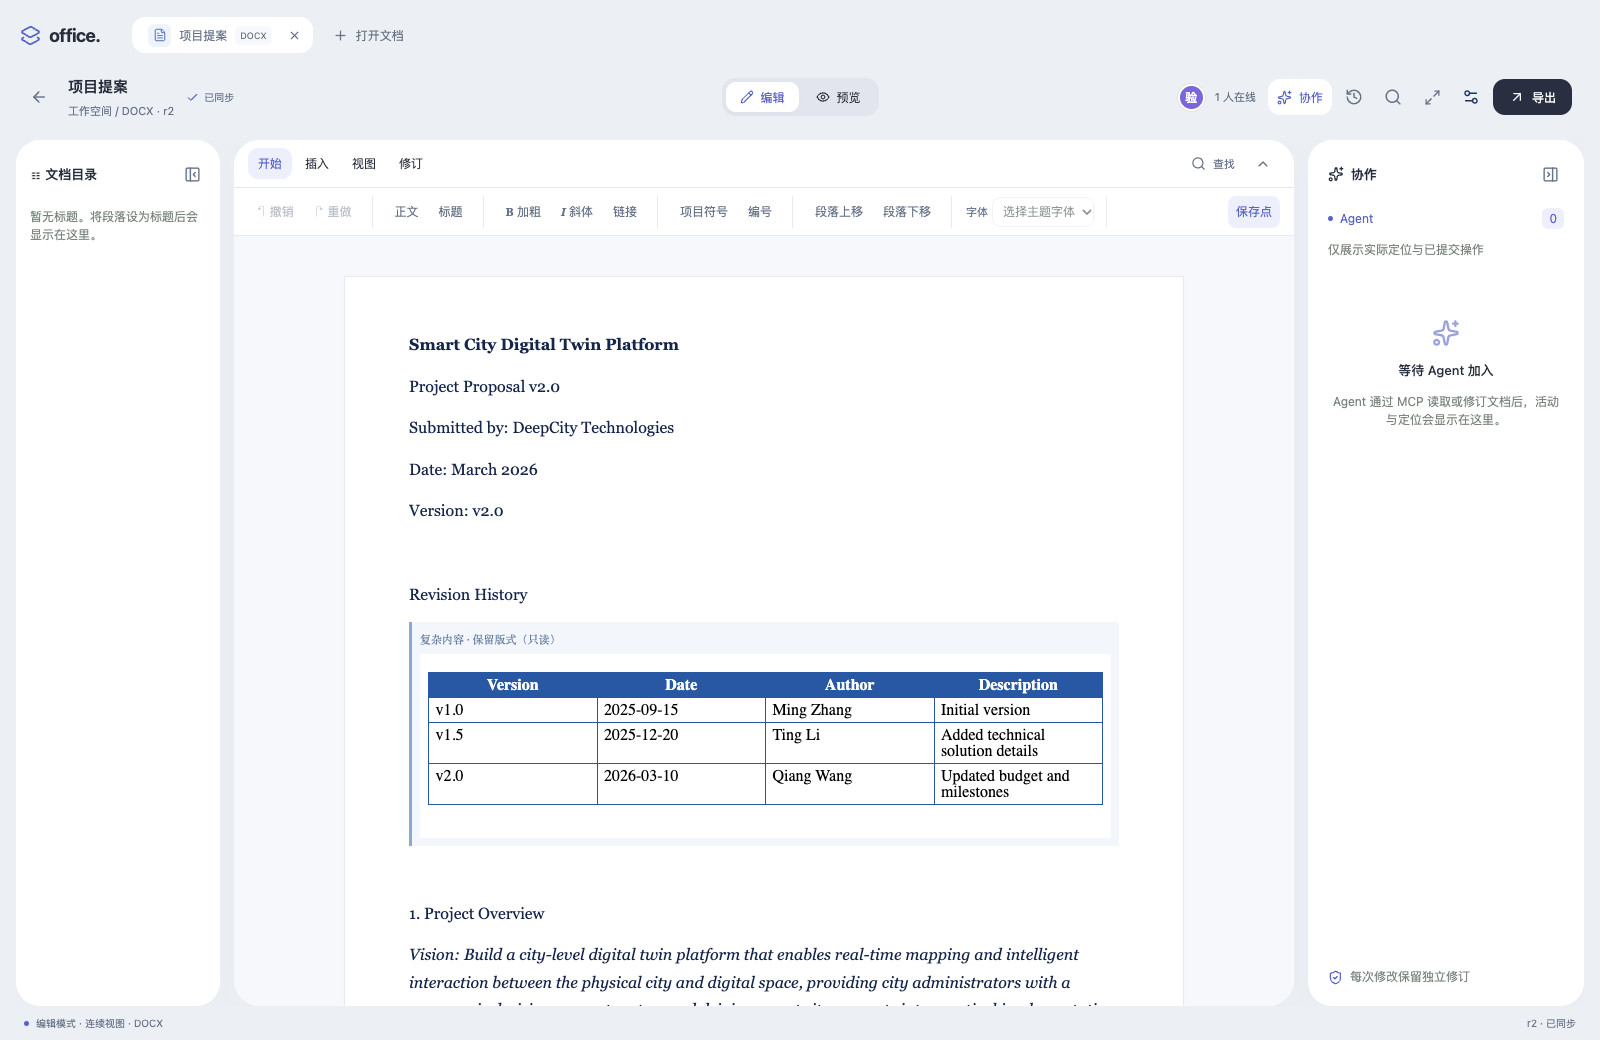 office.
项目提案 DOCX
打开文档
项目提案
工作空间 / DOCX · r2
已同步
编辑
预览
验
1 人在线
协作
导出
文档目录
暂无标题。将段落设为标题后会
显示在这里。
开始 插入 视图 修订
查找
撤销 重做 正文 标题 B 加粗 I 斜体 链接 项目符号 编号 段落上移 段落下移 字体 选择主题字体 保存点
Smart City Digital Twin Platform
Project Proposal v2.0
Submitted by: DeepCity Technologies
Date: March 2026
Version: v2.0
Revision History
复杂内容 · 保留版式（只读）
Version Date Author Description
v1.0 2025-09-15 Ming Zhang Initial version
v1.5 2025-12-20 Ting Li Added technical
solution details
v2.0 2026-03-10 Qiang Wang Updated budget and
milestones
1. Project Overview
Vision: Build a city-level digital twin platform that enables real-time mapping and intelligent
interaction between the physical city and digital space, providing city administrators with a
协作
Agent 0
仅展示实际定位与已提交操作
等待 Agent 加入
Agent 通过 MCP 读取或修订文档后，活动
与定位会显示在这里。
每次修改保留独立修订
编辑模式 · 连续视图 · DOCX
r2 · 已同步